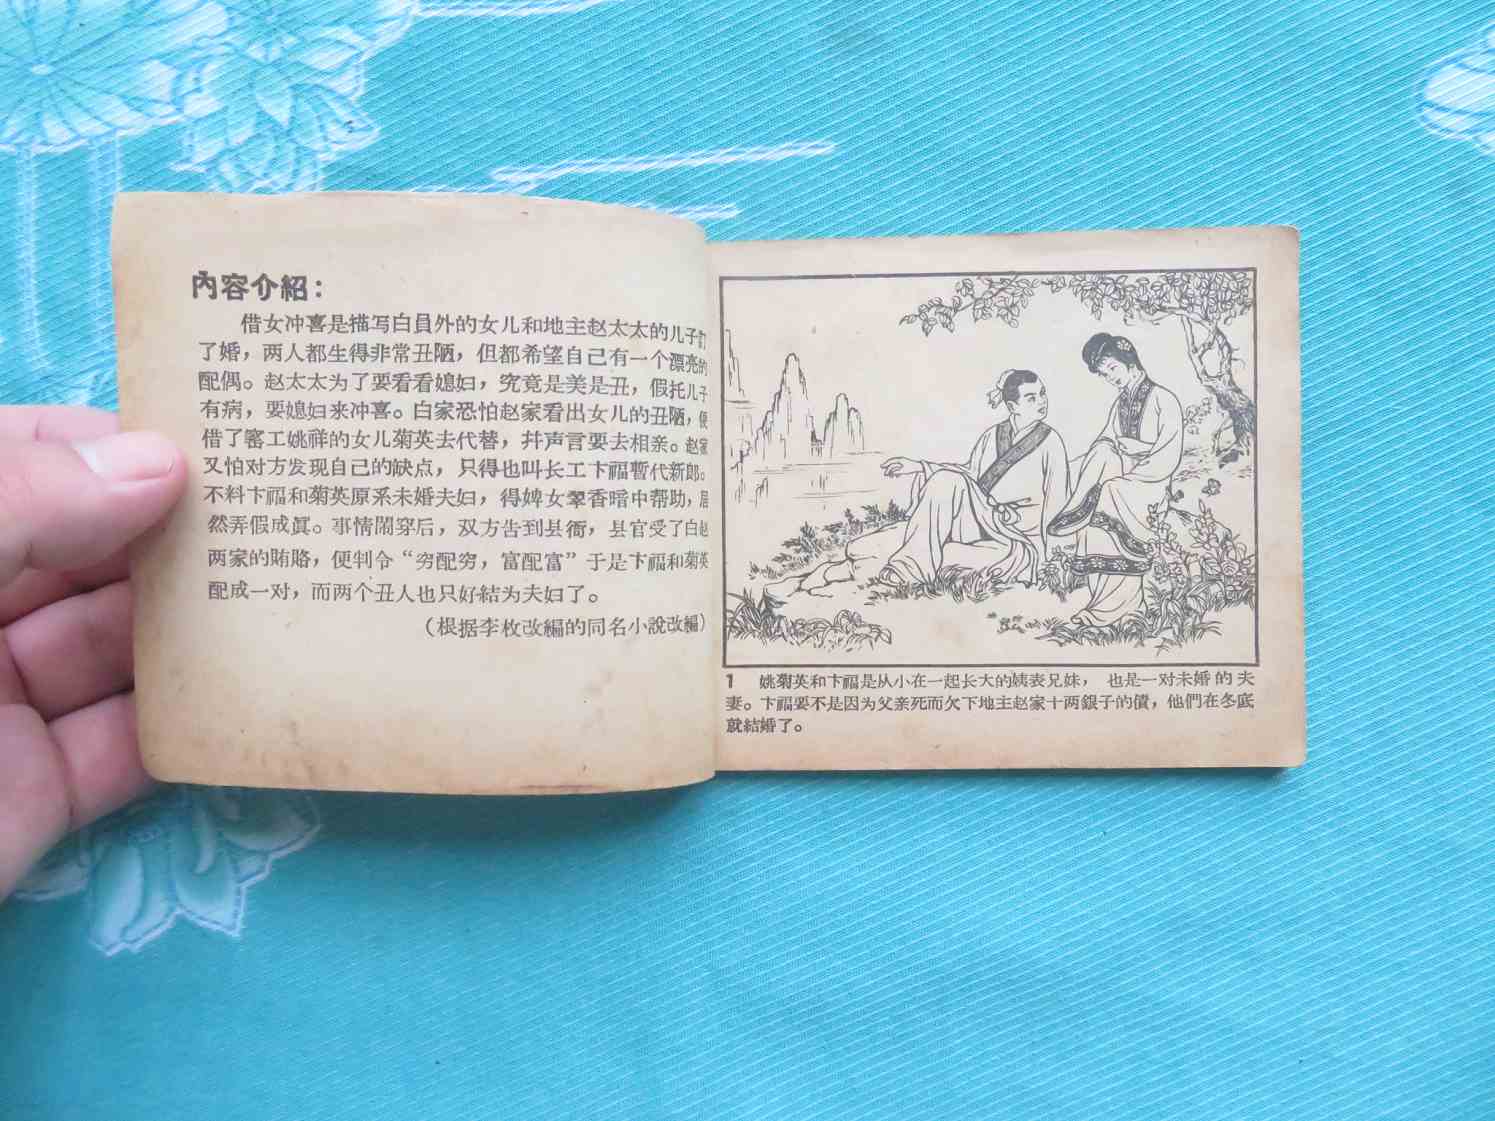 內容介紹：
借女冲喜是描写白員外的女儿和地主赵太太的儿子訂
了婚，两人都生得非常丑陋，但都希望自己有一个漂亮的
配偶。赵太太为了要看看媳妇，究竟是美是丑，假托儿子
有病，要媳妇来冲喜。白家恐怕赵家看出女儿的丑陋，便
借了窰工姚祥的女儿菊英去代替，幷声言要去相亲。赵家
又怕对方发现自己的缺点，只得也叫长工卞福暫代新郎。
不料卞福和菊英原系未婚夫妇，得婢女翠香暗中帮助，居
然弄假成眞。事情鬧穿后，双方告到县衙，县官受了白赵
两家的賄賂，便判令“穷配穷，富配富”于是卞福和菊英
配成一对，而两个丑人也只好結为夫妇了。
（根据李枚改編的同名小說改編）
1 姚菊英和卞福是从小在一起长大的姨表兄妹， 也是一对未婚的夫
妻。卞福要不是因为父亲死而欠下地主赵家十两銀子的債，他們在冬底
就結婚了。